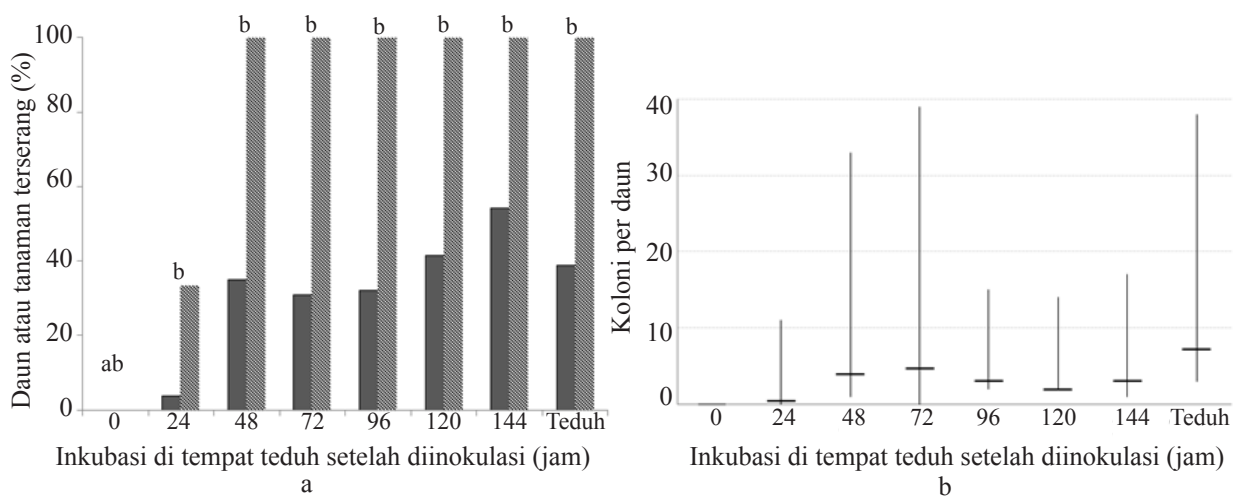 Daun atau tanaman terserang (%)
100
80
60
40
20
0
ab
b
b
b
b
b
b
b
0 24 48 72 96 120 144 Teduh
Inkubasi di tempat teduh setelah diinokulasi (jam)
a
Koloni per daun
40
30
20
10
0
0 24 48 72 96 120 144 Teduh
Inkubasi di tempat teduh setelah diinokulasi (jam)
b